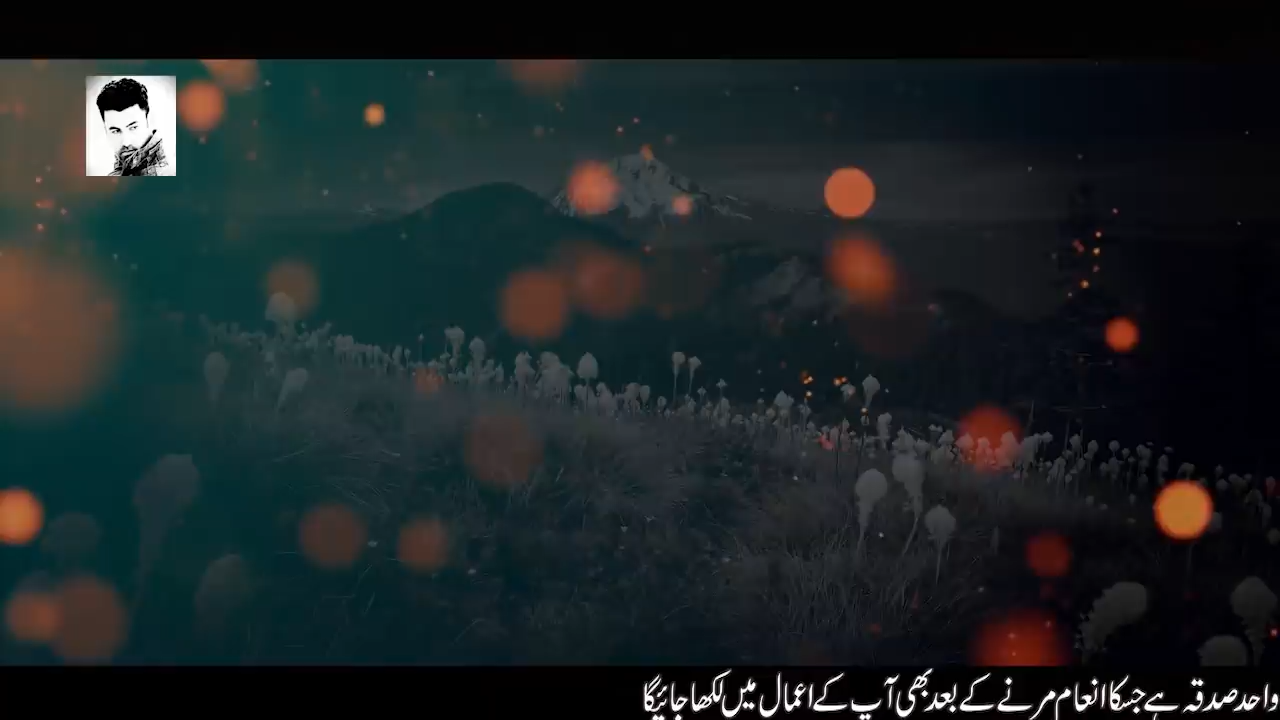 واحد صدقہ ہے جسکا انعام مرنے کے بعد بھی آپ کے اعمال میں لکھا جائیگا